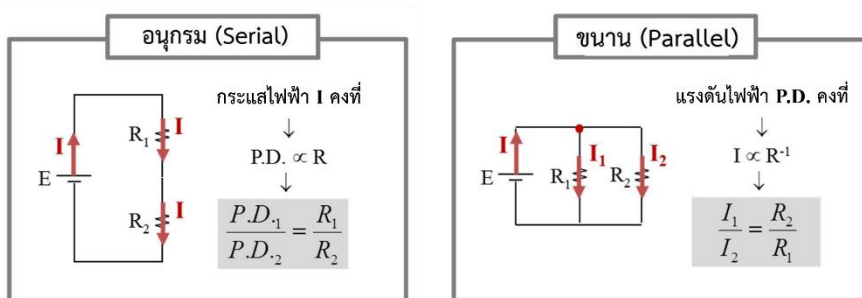 อนุกรม (Serial)
กระแสไฟฟ้า I คงที่
↓
P.D. ∝ R
↓
P.D.₁ / P.D.₂ = R₁ / R₂
I
E
R₁
I
R₂
I
ขนาน (Parallel)
แรงดันไฟฟ้า P.D. คงที่
↓
I ∝ R⁻¹
↓
I₁ / I₂ = R₂ / R₁
I
E
R₁
I₁
R₂
I₂